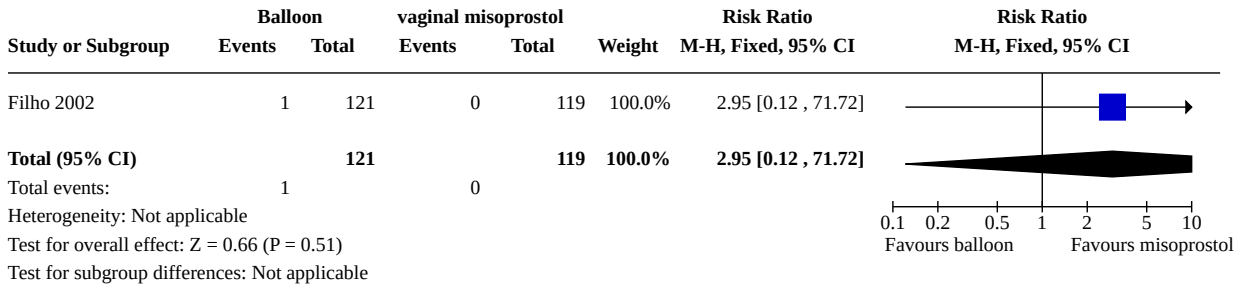 Balloon vaginal misoprostol Risk Ratio Risk Ratio
Study or Subgroup Events Total Events Total Weight M-H, Fixed, 95% CI M-H, Fixed, 95% CI
Filho 2002 1 121 0 119 100.0% 2.95 [0.12 , 71.72]
Total (95% CI) 121 119 100.0% 2.95 [0.12 , 71.72]
Total events: 1 0
Heterogeneity: Not applicable
Test for overall effect: Z = 0.66 (P = 0.51)
Test for subgroup differences: Not applicable
0.1 0.2 0.5 1 2 5 10
Favours balloon Favours misoprostol